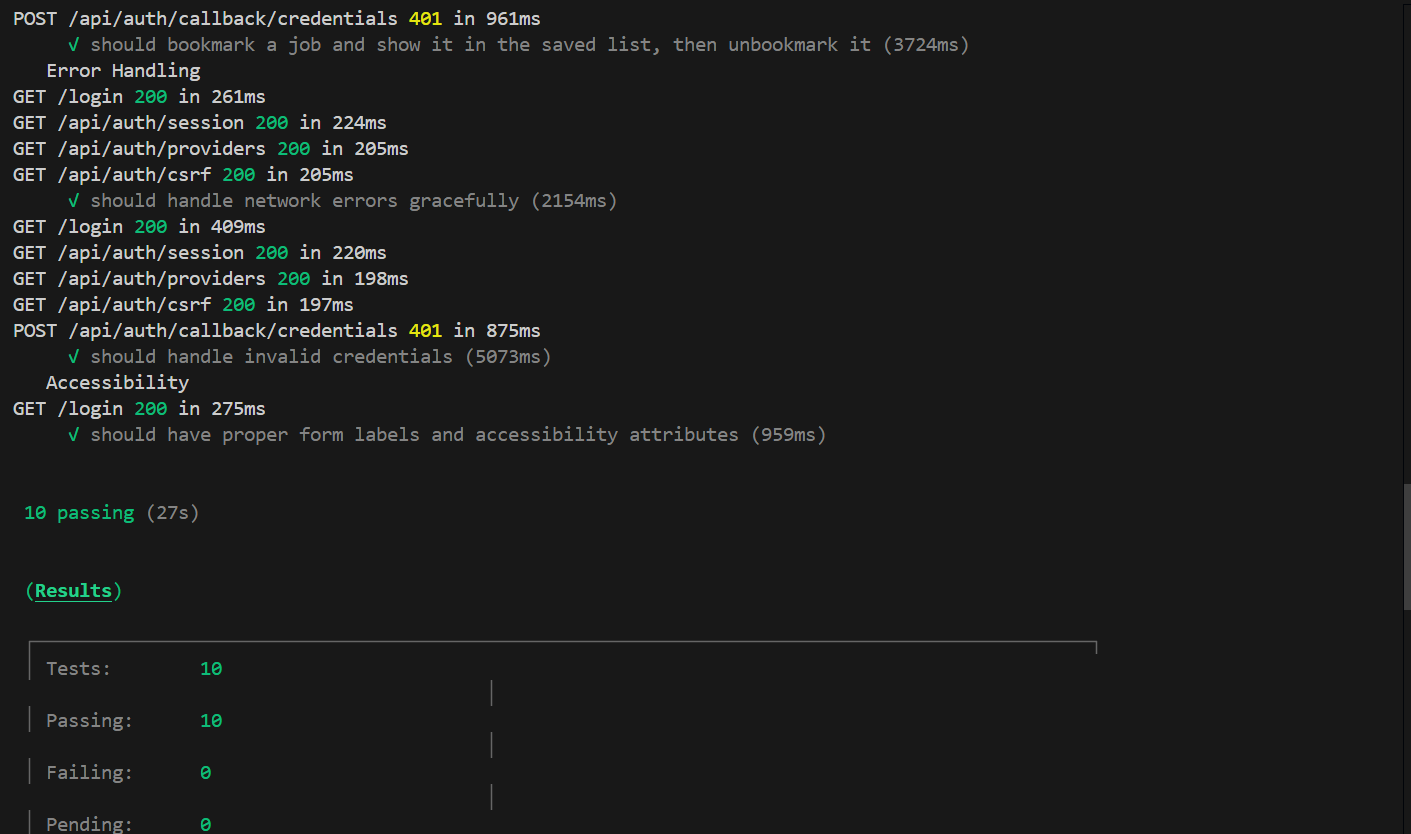 POST /api/auth/callback/credentials 401 in 961ms
√ should bookmark a job and show it in the saved list, then unbookmark it (3724ms)
Error Handling
GET /login 200 in 261ms
GET /api/auth/session 200 in 224ms
GET /api/auth/providers 200 in 205ms
GET /api/auth/csrf 200 in 205ms
√ should handle network errors gracefully (2154ms)
GET /login 200 in 409ms
GET /api/auth/session 200 in 220ms
GET /api/auth/providers 200 in 198ms
GET /api/auth/csrf 200 in 197ms
POST /api/auth/callback/credentials 401 in 875ms
√ should handle invalid credentials (5073ms)
Accessibility
GET /login 200 in 275ms
√ should have proper form labels and accessibility attributes (959ms)
10 passing (27s)
(Results)
Tests: 10
Passing: 10
Failing: 0
Pending: 0